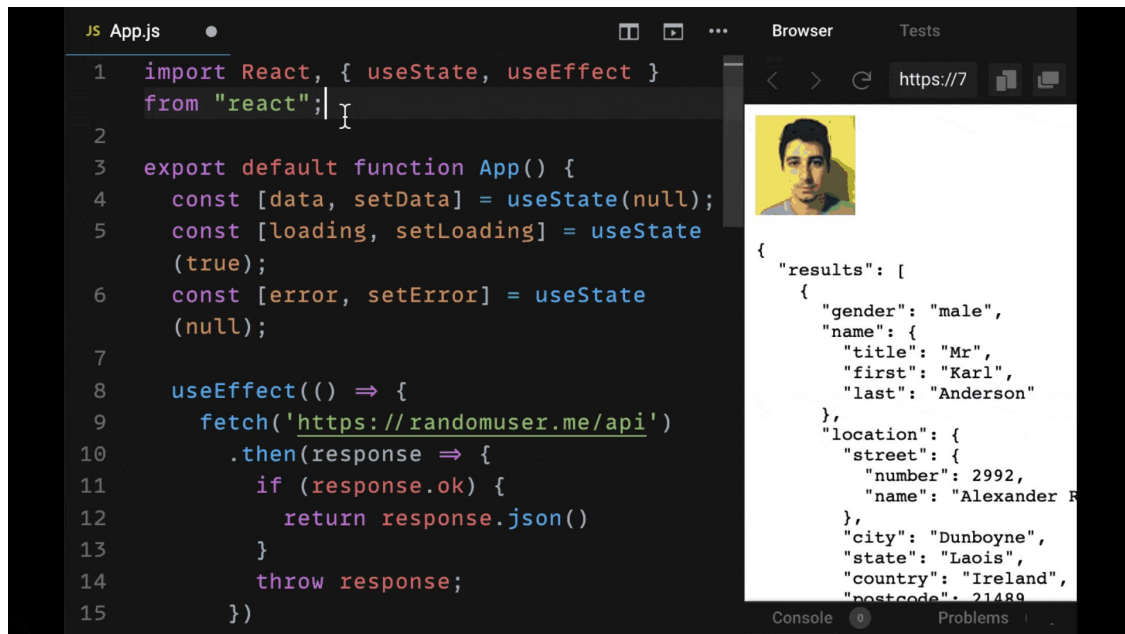 JS App.js
Browser Tests
https://7
1 import React, { useState, useEffect }
from "react";
2
3 export default function App() {
4 const [data, setData] = useState(null);
5 const [loading, setLoading] = useState
(true);
6 const [error, setError] = useState
(null);
7
8 useEffect(() ⇒ {
9 fetch('https://randomuser.me/api')
10 .then(response ⇒ {
11 if (response.ok) {
12 return response.json()
13 }
14 throw response;
15 })
{
"results": [
{
"gender": "male",
"name": {
"title": "Mr",
"first": "Karl",
"last": "Anderson"
},
"location": {
"street": {
"number": 2992,
"name": "Alexander R
},
"city": "Dunboyne",
"state": "Laois",
"country": "Ireland",
"postcode": 21489
Console 0 Problems